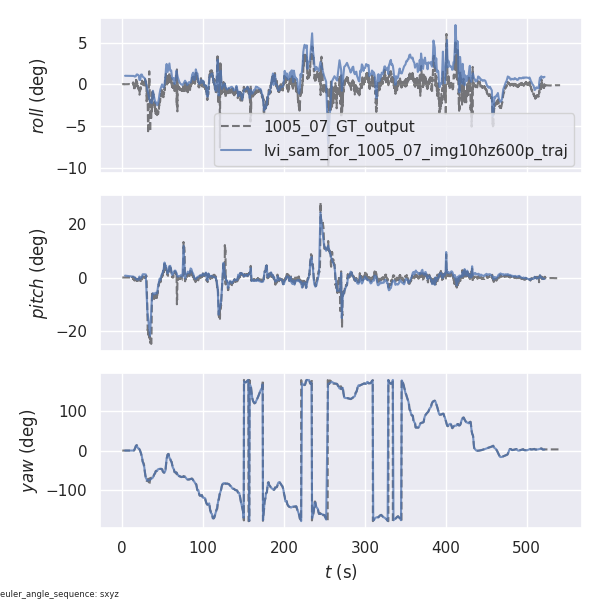 5
0
−5
−10
roll (deg)
1005_07_GT_output
lvi_sam_for_1005_07_img10hz600p_traj
20
0
−20
pitch (deg)
100
0
−100
yaw (deg)
0 100 200 300 400 500
t (s)
euler_angle_sequence: sxyz